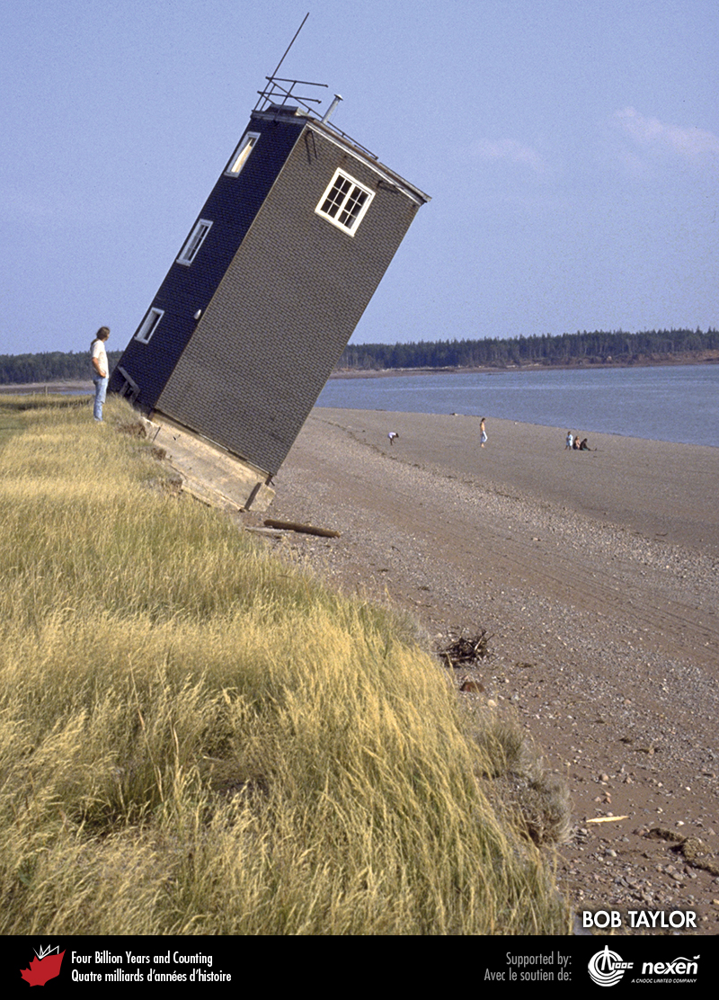 BOB TAYLOR
Four Billion Years and Counting
Quatre milliards d'années d'histoire
Supported by:
Avec le soutien de:
CNOOC
nexen
A CNOOC LIMITED COMPANY